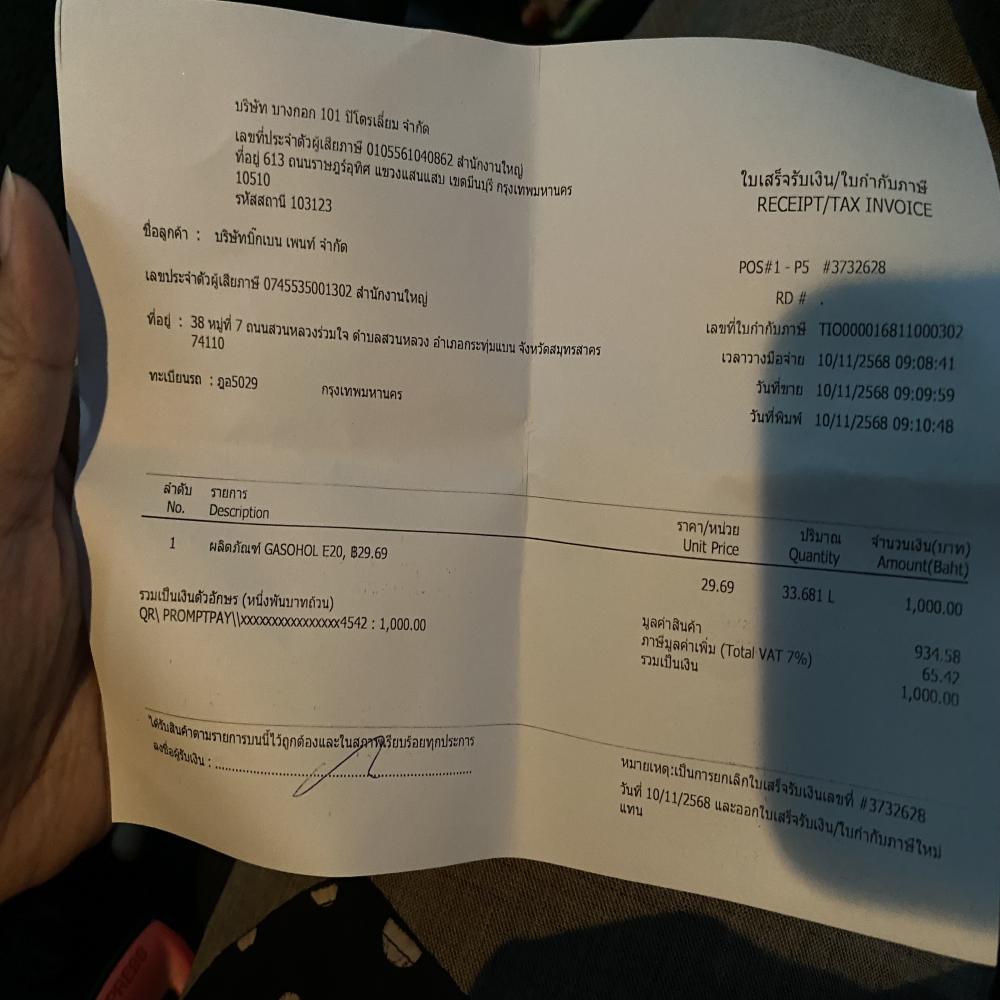 บริษัท บางกอก 101 ปิโตรเลี่ยม จำกัด
เลขที่ประจำตัวผู้เสียภาษี 0105561040862 สำนักงานใหญ่
ที่อยู่ 613 ถนนราษฎร์อุทิศ แขวงแสนแสบ เขตมีนบุรี กรุงเทพมหานคร
10510
รหัสสถานี 103123
ใบเสร็จรับเงิน/ใบกำกับภาษี
RECEIPT/TAX INVOICE
ชื่อลูกค้า : บริษัทบิ๊กเบน เพนท์ จำกัด
เลขประจำตัวผู้เสียภาษี 0745535001302 สำนักงานใหญ่
ที่อยู่ : 38 หมู่ที่ 7 ถนนสวนหลวงร่วมใจ ตำบลสวนหลวง อำเภอกระทุ่มแบน จังหวัดสมุทรสาคร
74110
ทะเบียนรถ : ฎอ5029 กรุงเทพมหานคร
POS#1 - P5 #3732628
RD # .
เลขที่ใบกำกับภาษี TIO000016811000302
เวลาวางมือจ่าย 10/11/2568 09:08:41
วันที่ขาย 10/11/2568 09:09:59
วันที่พิมพ์ 10/11/2568 09:10:48
ลำดับ รายการ ราคา/หน่วย ปริมาณ จำนวนเงิน(บาท)
No. Description Unit Price Quantity Amount(Baht)
1 ผลิตภัณฑ์ GASOHOL E20, ฿29.69 29.69 33.681 L 1,000.00
รวมเป็นเงินตัวอักษร (หนึ่งพันบาทถ้วน)
QR\ PROMPTPAY\\xxxxxxxxxxxxxxxx4542 : 1,000.00
มูลค่าสินค้า 934.58
ภาษีมูลค่าเพิ่ม (Total VAT 7%) 65.42
รวมเป็นเงิน 1,000.00
ได้รับสินค้าตามรายการบนนี้ไว้ถูกต้องและในสภาพเรียบร้อยทุกประการ
ลงชื่อผู้รับเงิน : ................................................
หมายเหตุ:เป็นการยกเลิกใบเสร็จรับเงินเลขที่ #3732628
วันที่ 10/11/2568 และออกใบเสร็จรับเงิน/ใบกำกับภาษีใหม่
แทน